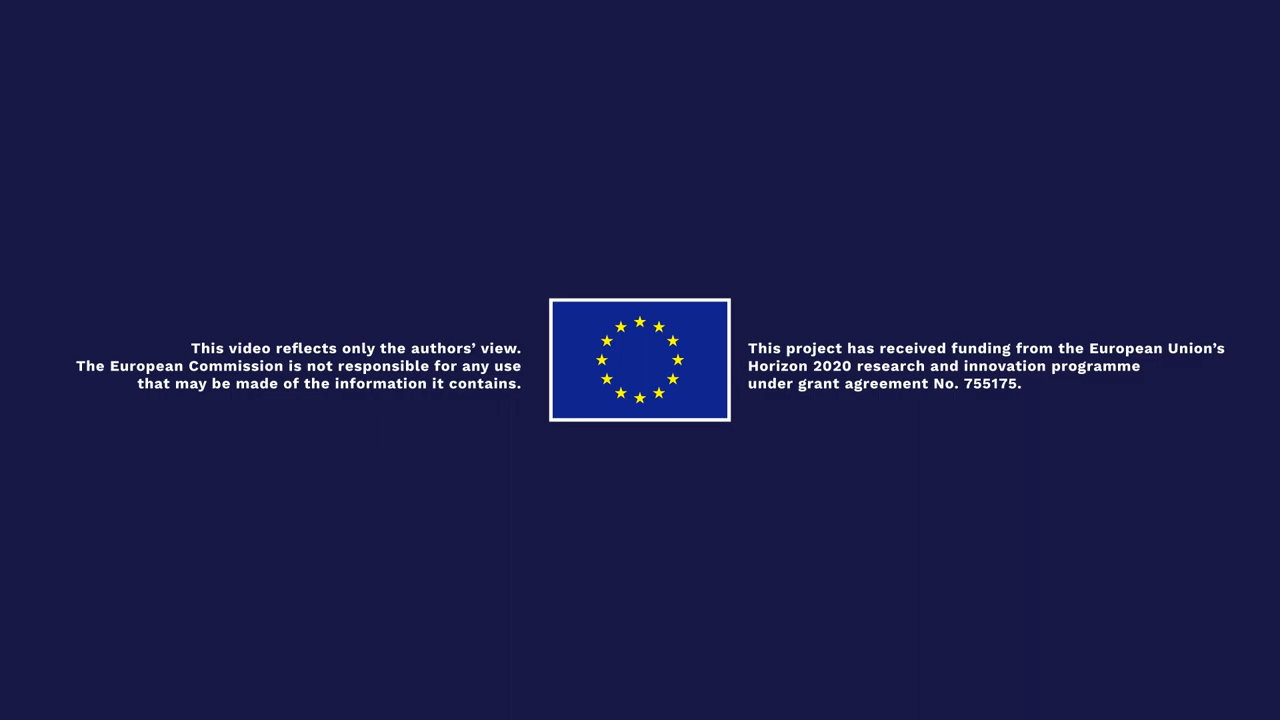 This video reflects only the authors’ view.
The European Commission is not responsible for any use
that may be made of the information it contains.
This project has received funding from the European Union’s
Horizon 2020 research and innovation programme
under grant agreement No. 755175.